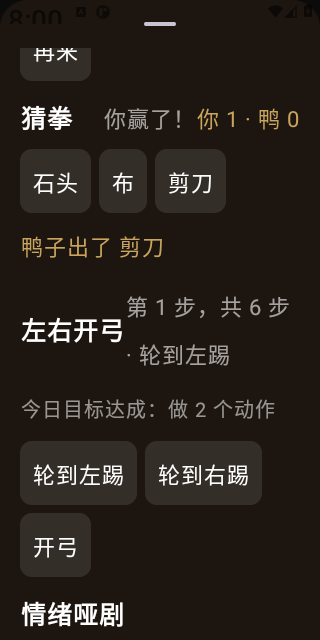 8:00
再来
猜拳 你赢了！ 你 1 · 鸭 0
石头 布 剪刀
鸭子出了 剪刀
左右开弓 第 1 步，共 6 步 · 轮到左踢
今日目标达成：做 2 个动作
轮到左踢 轮到右踢
开弓
情绪哑剧